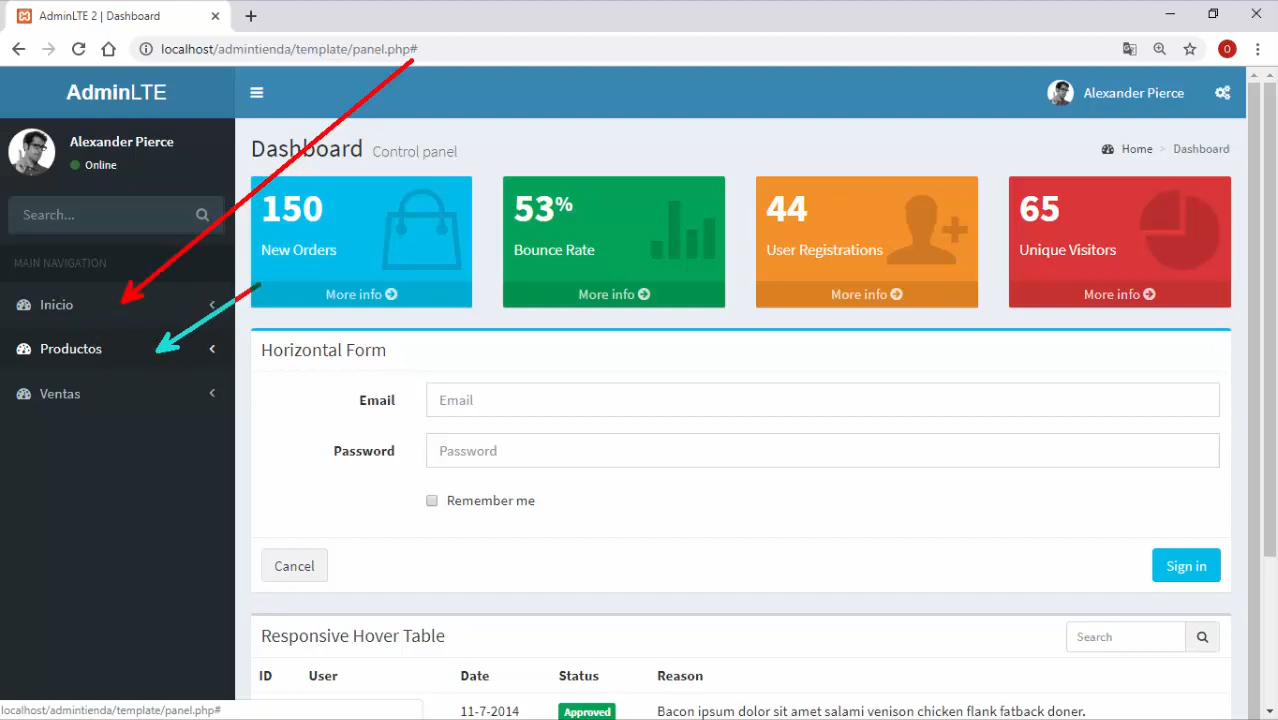 AdminLTE 2 | Dashboard
localhost/admintienda/template/panel.php#
O
AdminLTE
Alexander Pierce
Alexander Pierce
Online
Dashboard Control panel
Home > Dashboard
Search...
MAIN NAVIGATION
Inicio
Productos
Ventas
150
New Orders
More info
53%
Bounce Rate
More info
44
User Registrations
More info
65
Unique Visitors
More info
Horizontal Form
Email Email
Password Password
Remember me
Cancel Sign in
Responsive Hover Table Search
ID User Date Status Reason
11-7-2014 Approved Bacon ipsum dolor sit amet salami venison chicken flank fatback doner.
localhost/admintienda/template/panel.php#